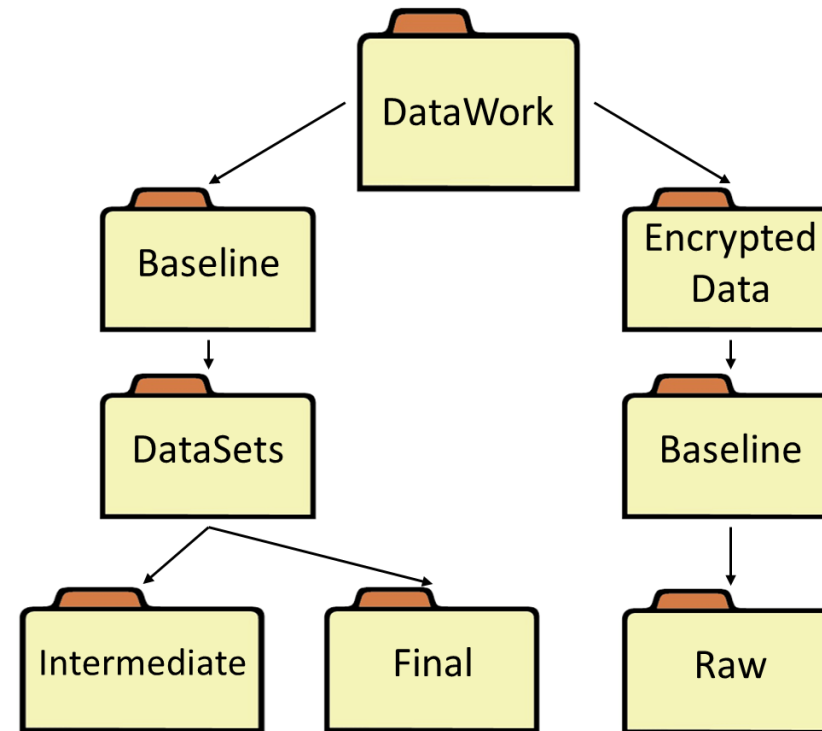 DataWork
Baseline
Encrypted
Data
DataSets
Baseline
Intermediate
Final
Raw